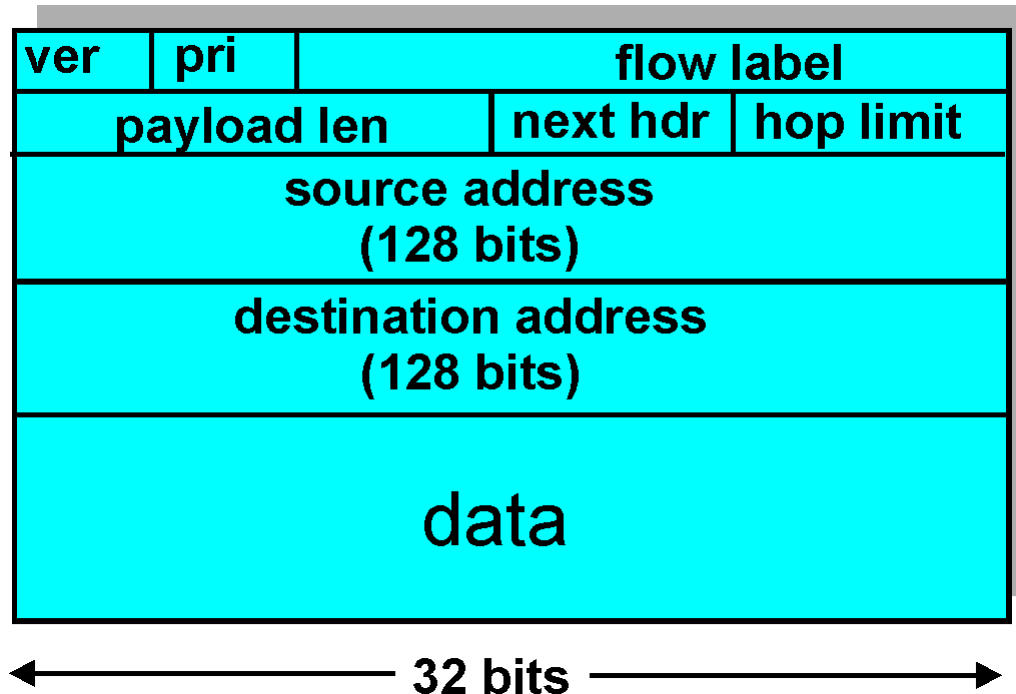 ver pri flow label
payload len next hdr hop limit
source address
(128 bits)
destination address
(128 bits)
data
32 bits